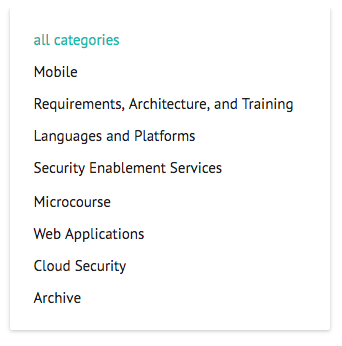 all categories
Mobile
Requirements, Architecture, and Training
Languages and Platforms
Security Enablement Services
Microcourse
Web Applications
Cloud Security
Archive